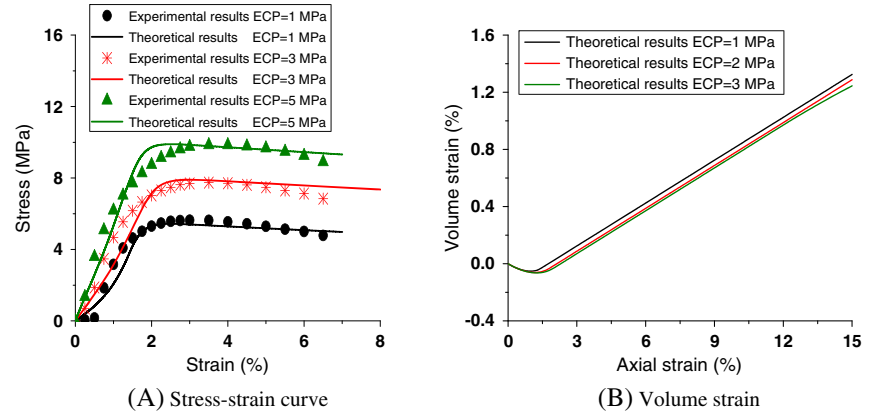 Experimental results ECP=1 MPa
Theoretical results ECP=1 MPa
Experimental results ECP=3 MPa
Theoretical results ECP=3 MPa
Experimental results ECP=5 MPa
Theoretical results ECP=5 MPa
16
12
8
4
0
Stress (MPa)
0 2 4 6 8
Strain (%)
(A) Stress-strain curve
Theoretical results ECP=1 MPa
Theoretical results ECP=2 MPa
Theoretical results ECP=3 MPa
1.6
1.2
0.8
0.4
0.0
-0.4
Volume strain (%)
0 3 6 9 12 15
Axial strain (%)
(B) Volume strain